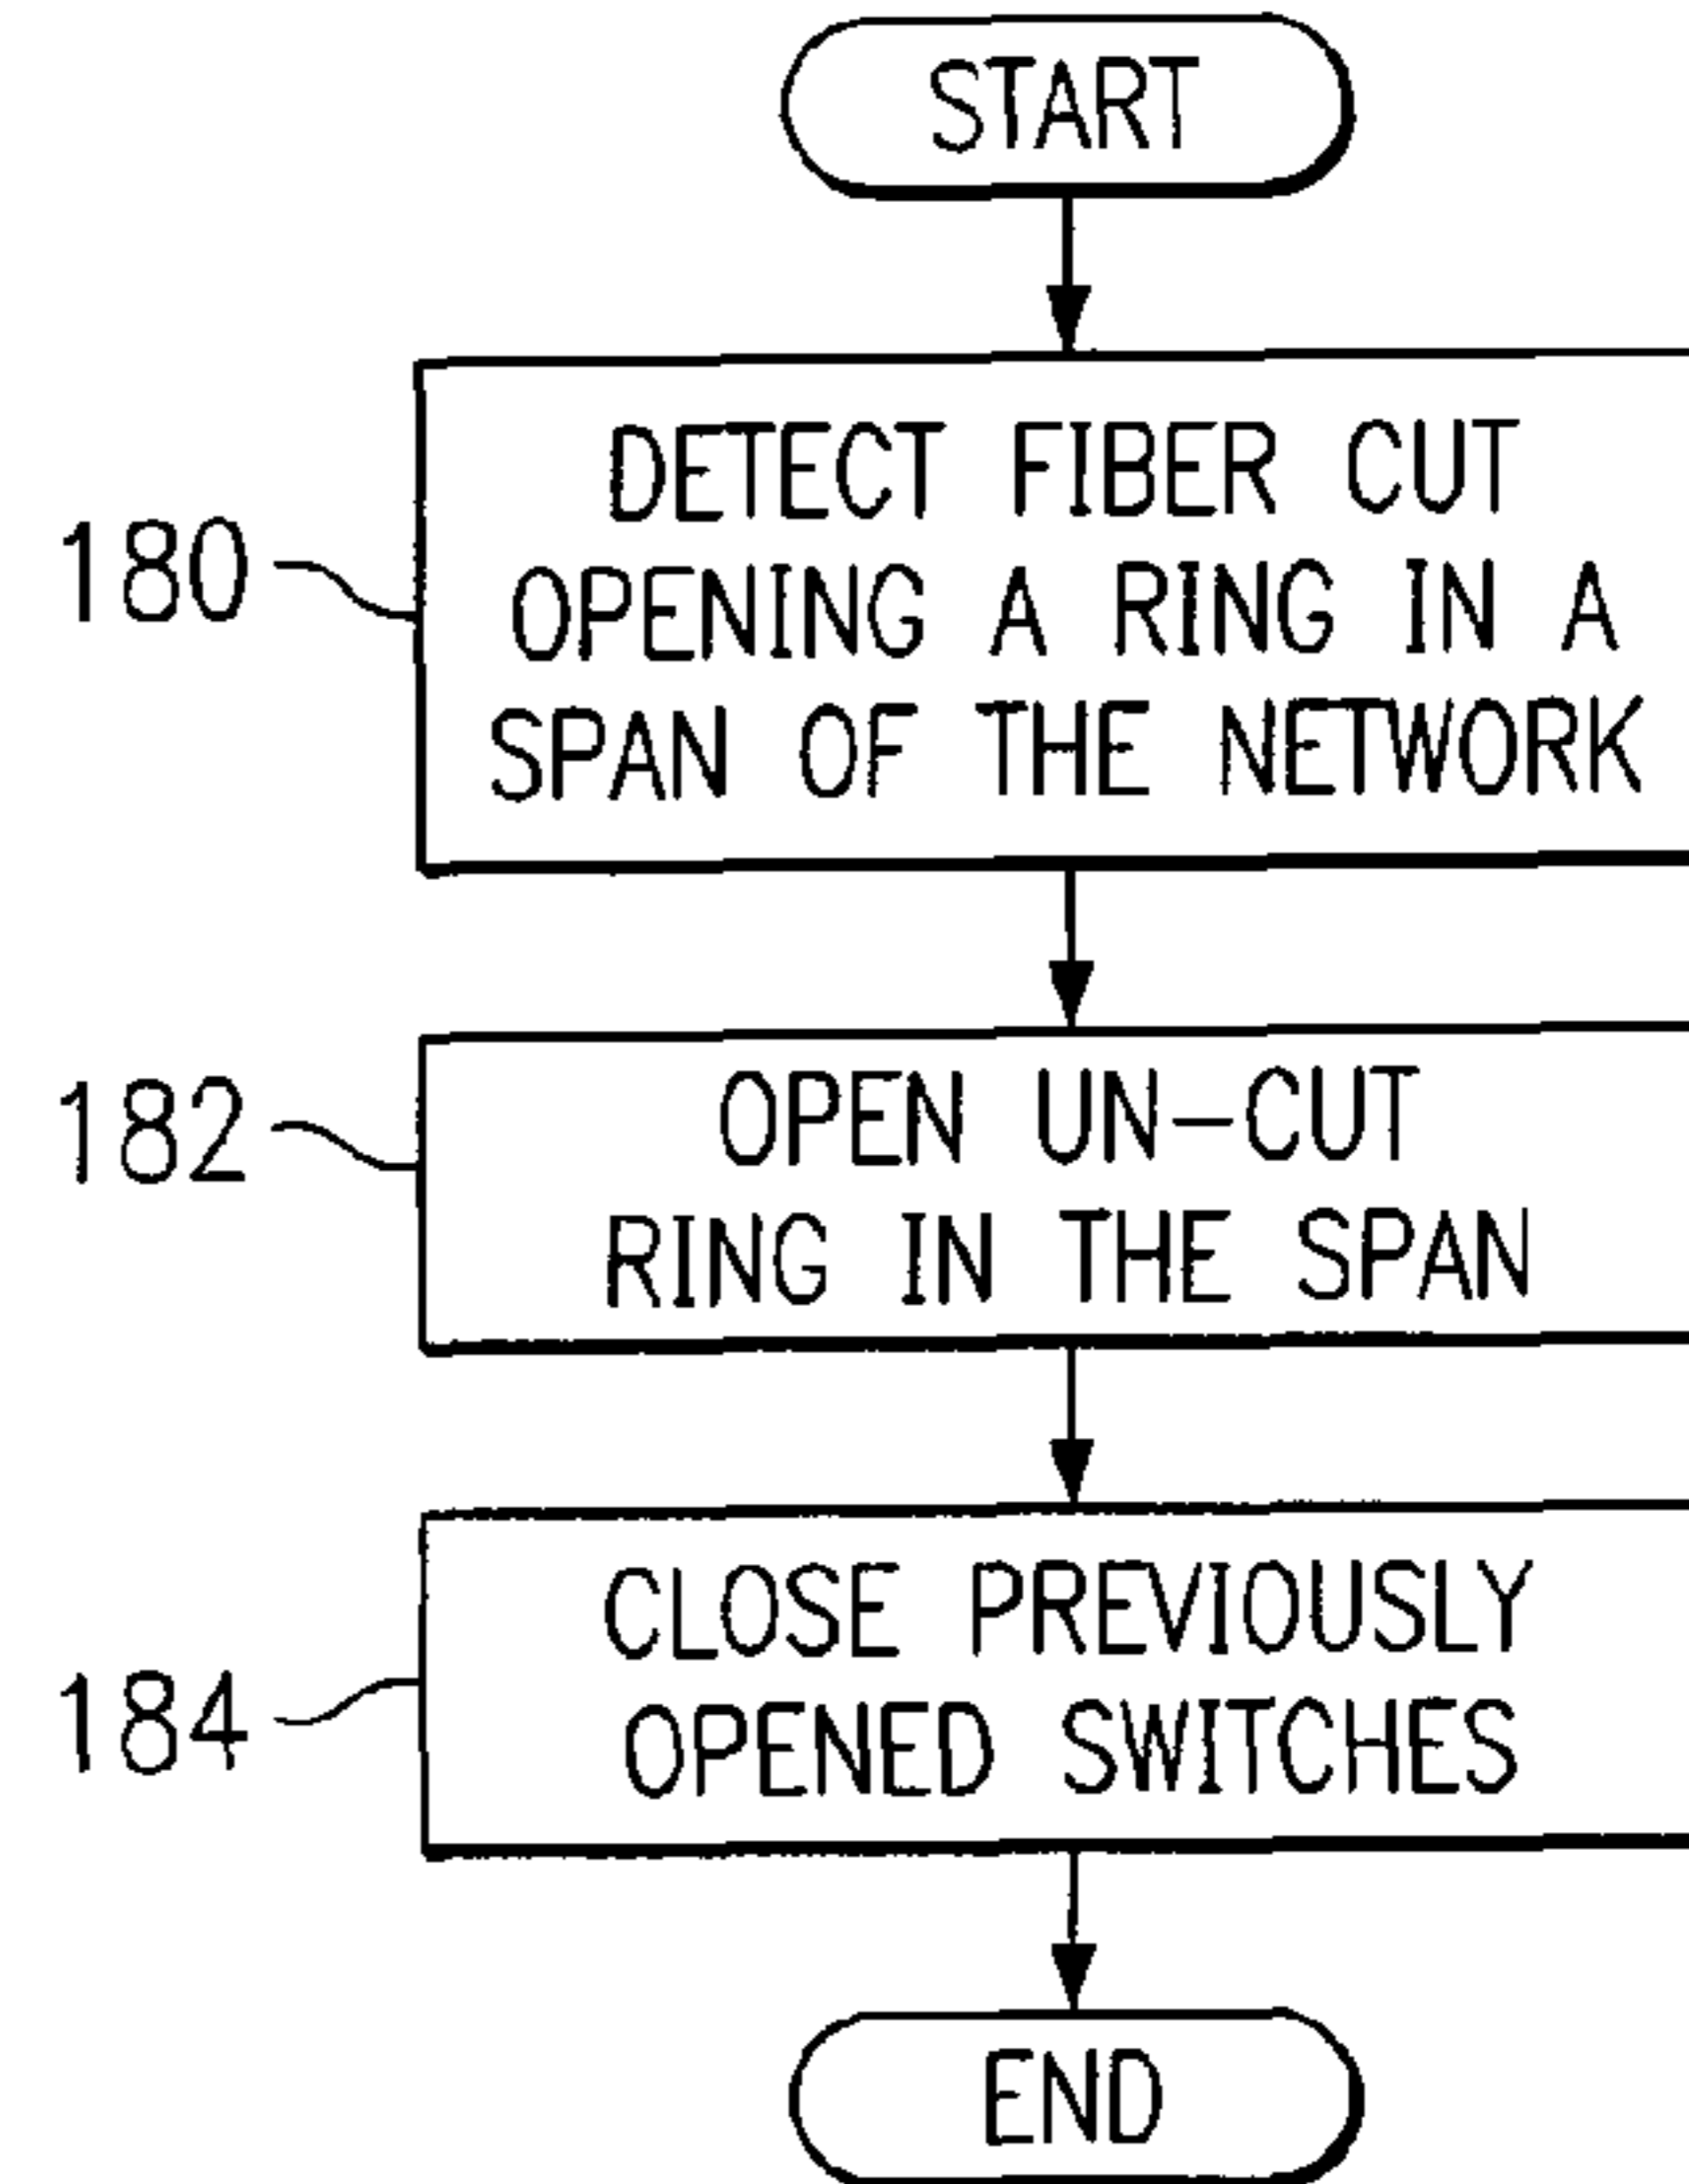 START
180
DETECT FIBER CUT
OPENING A RING IN A
SPAN OF THE NETWORK
182
OPEN UN-CUT
RING IN THE SPAN
184
CLOSE PREVIOUSLY
OPENED SWITCHES
END